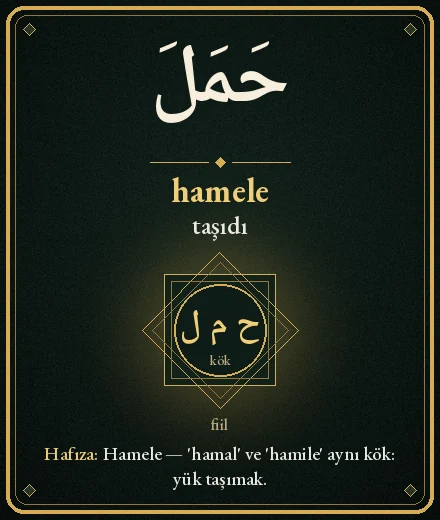 حَمَلَ
hamele
taşıdı
ح م ل
kök
fiil
Hafıza: Hamele — 'hamal' ve 'hamile' aynı kök:
yük taşımak.